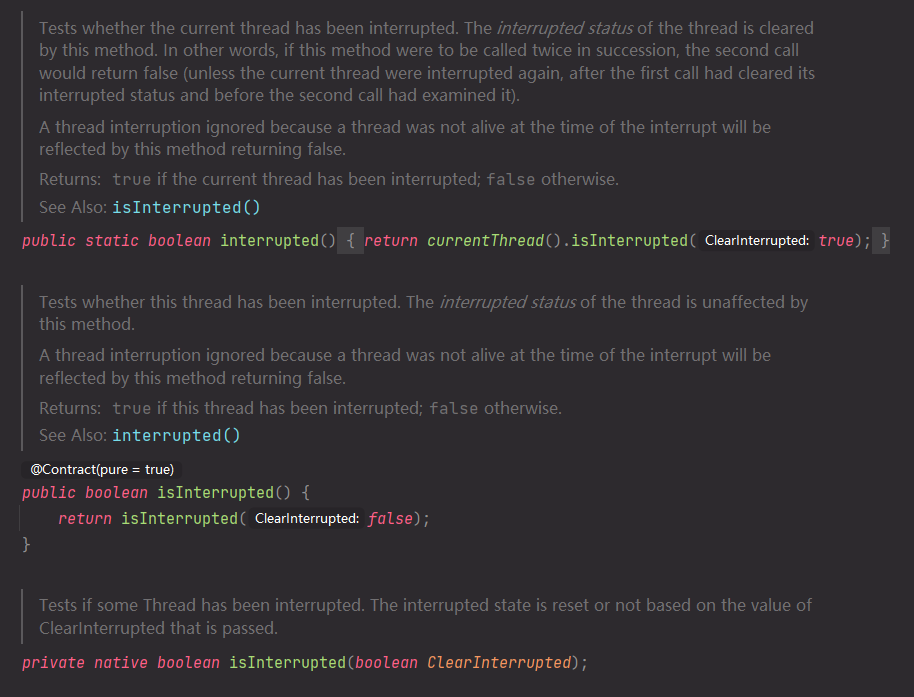 Tests whether the current thread has been interrupted. The interrupted status of the thread is cleared
by this method. In other words, if this method were to be called twice in succession, the second call
would return false (unless the current thread were interrupted again, after the first call had cleared its
interrupted status and before the second call had examined it).
A thread interruption ignored because a thread was not alive at the time of the interrupt will be
reflected by this method returning false.
Returns: true if the current thread has been interrupted; false otherwise.
See Also: isInterrupted()
public static boolean interrupted() { return currentThread().isInterrupted( ClearInterrupted: true); }
Tests whether this thread has been interrupted. The interrupted status of the thread is unaffected by
this method.
A thread interruption ignored because a thread was not alive at the time of the interrupt will be
reflected by this method returning false.
Returns: true if this thread has been interrupted; false otherwise.
See Also: interrupted()
@Contract(pure = true)
public boolean isInterrupted() {
return isInterrupted( ClearInterrupted: false);
}
Tests if some Thread has been interrupted. The interrupted state is reset or not based on the value of
ClearInterrupted that is passed.
private native boolean isInterrupted(boolean ClearInterrupted);